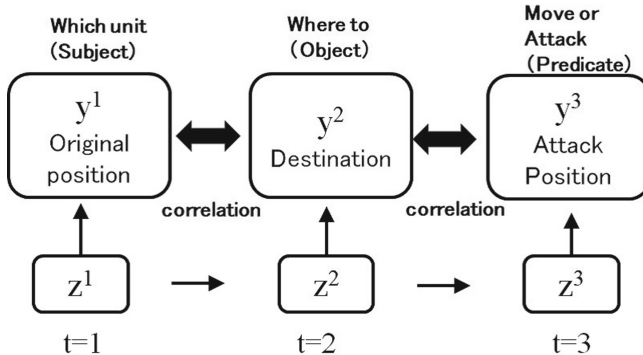 Which unit
(Subject)
Where to
(Object)
Move or
Attack
(Predicate)
y¹
Original
position
y²
Destination
y³
Attack
Position
correlation
correlation
z¹
z²
z³
t=1
t=2
t=3